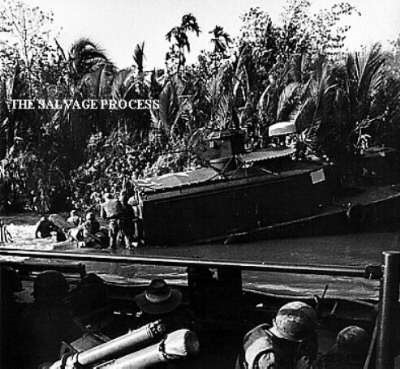 THE SALVAGE PROCESS